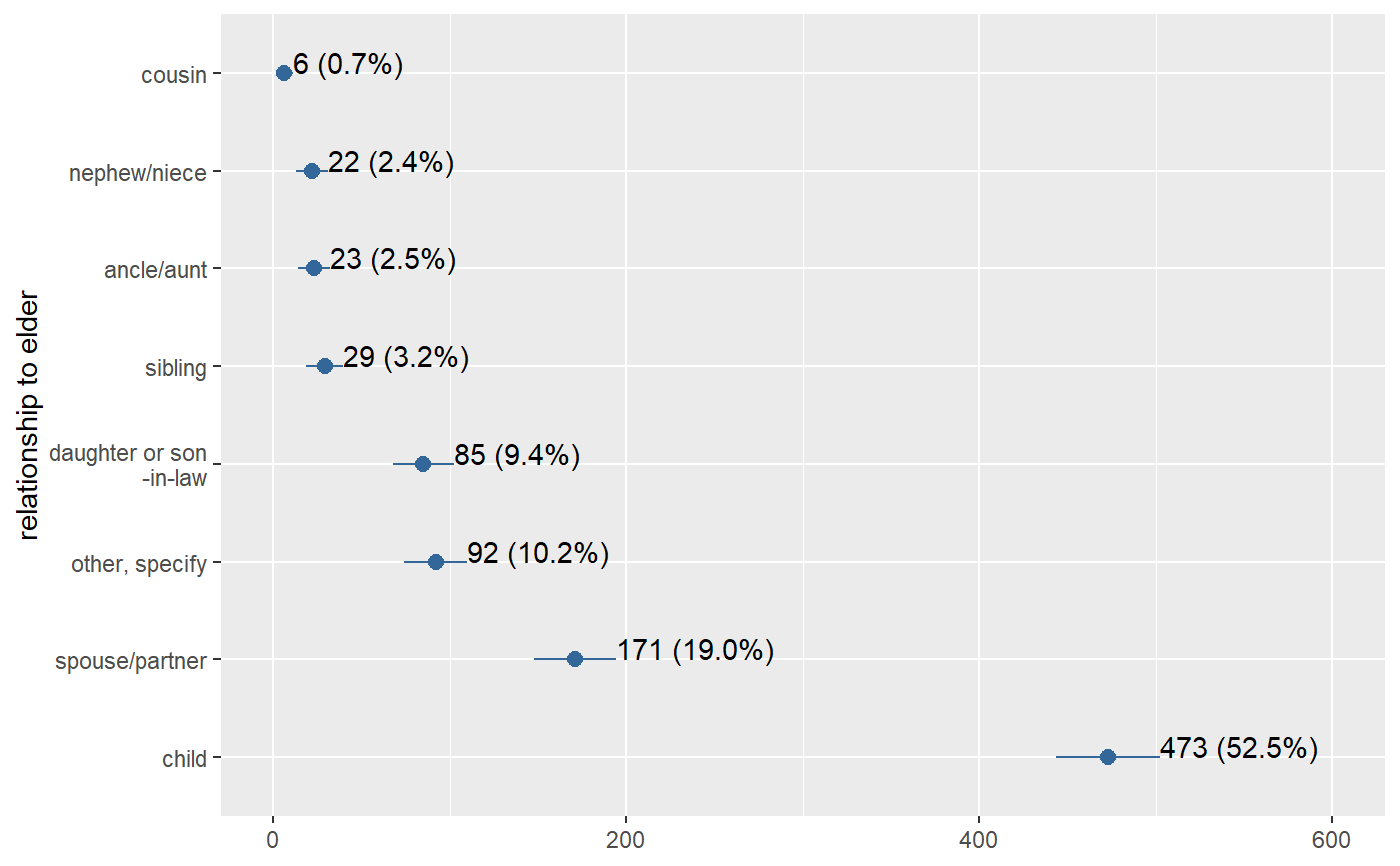 relationship to elder
cousin
6 (0.7%)
nephew/niece
22 (2.4%)
ancle/aunt
23 (2.5%)
sibling
29 (3.2%)
daughter or son
-in-law
85 (9.4%)
other, specify
92 (10.2%)
spouse/partner
171 (19.0%)
child
473 (52.5%)
0 200 400 600